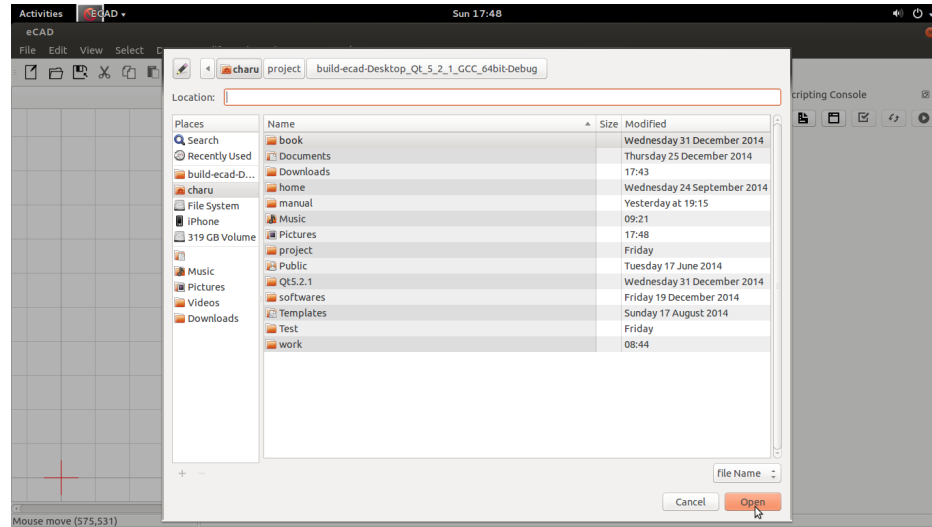 Activities ECAD Sun 17:48
eCAD
File Edit View Select
charu project build-ecad-Desktop_Qt_5_2_1_GCC_64bit-Debug
Location:
cripting Console
Places Name Size Modified
Search book Wednesday 31 December 2014
Recently Used Documents Thursday 25 December 2014
build-ecad-D... Downloads 17:43
charu home Wednesday 24 September 2014
File System manual Yesterday at 19:15
iPhone Music 09:21
319 GB Volume Pictures 17:48
project Friday
Public Tuesday 17 June 2014
Music Qt5.2.1 Wednesday 31 December 2014
Pictures softwares Friday 19 December 2014
Videos Templates Sunday 17 August 2014
Downloads Test Friday
work 08:44
file Name
Cancel Open
Mouse move (575,531)